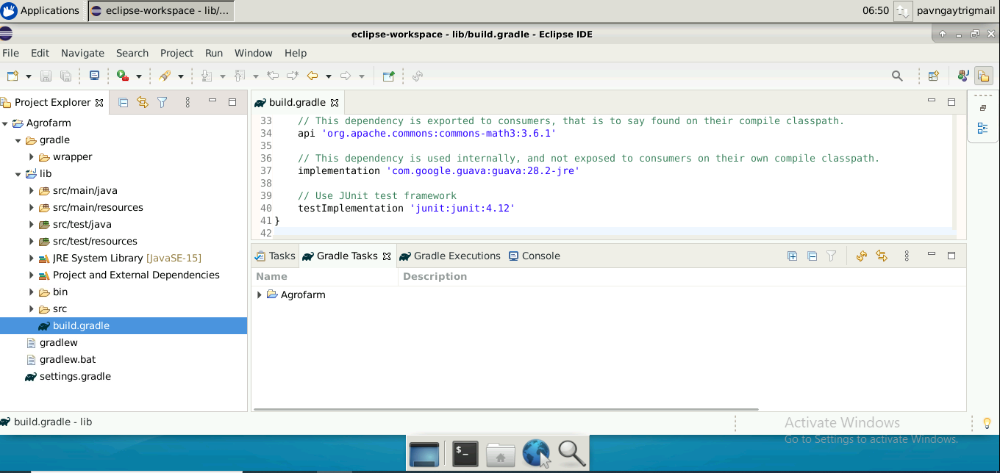 Applications
eclipse-workspace - lib/...
06:50
pavngaytrigmail
eclipse-workspace - lib/build.gradle - Eclipse IDE
File Edit Navigate Search Project Run Window Help
Project Explorer
Agrofarm
gradle
wrapper
lib
src/main/java
src/main/resources
src/test/java
src/test/resources
JRE System Library [JavaSE-15]
Project and External Dependencies
bin
src
build.gradle
gradlew
gradlew.bat
settings.gradle
build.gradle
33 // This dependency is exported to consumers, that is to say found on their compile classpath.
34 api 'org.apache.commons:commons-math3:3.6.1'
35
36 // This dependency is used internally, and not exposed to consumers on their own compile classpath.
37 implementation 'com.google.guava:guava:28.2-jre'
38
39 // Use JUnit test framework
40 testImplementation 'junit:junit:4.12'
41 }
42
Tasks Gradle Tasks Gradle Executions Console
Name Description
Agrofarm
build.gradle - lib
Activate Windows
Go to Settings to activate Windows.
$_